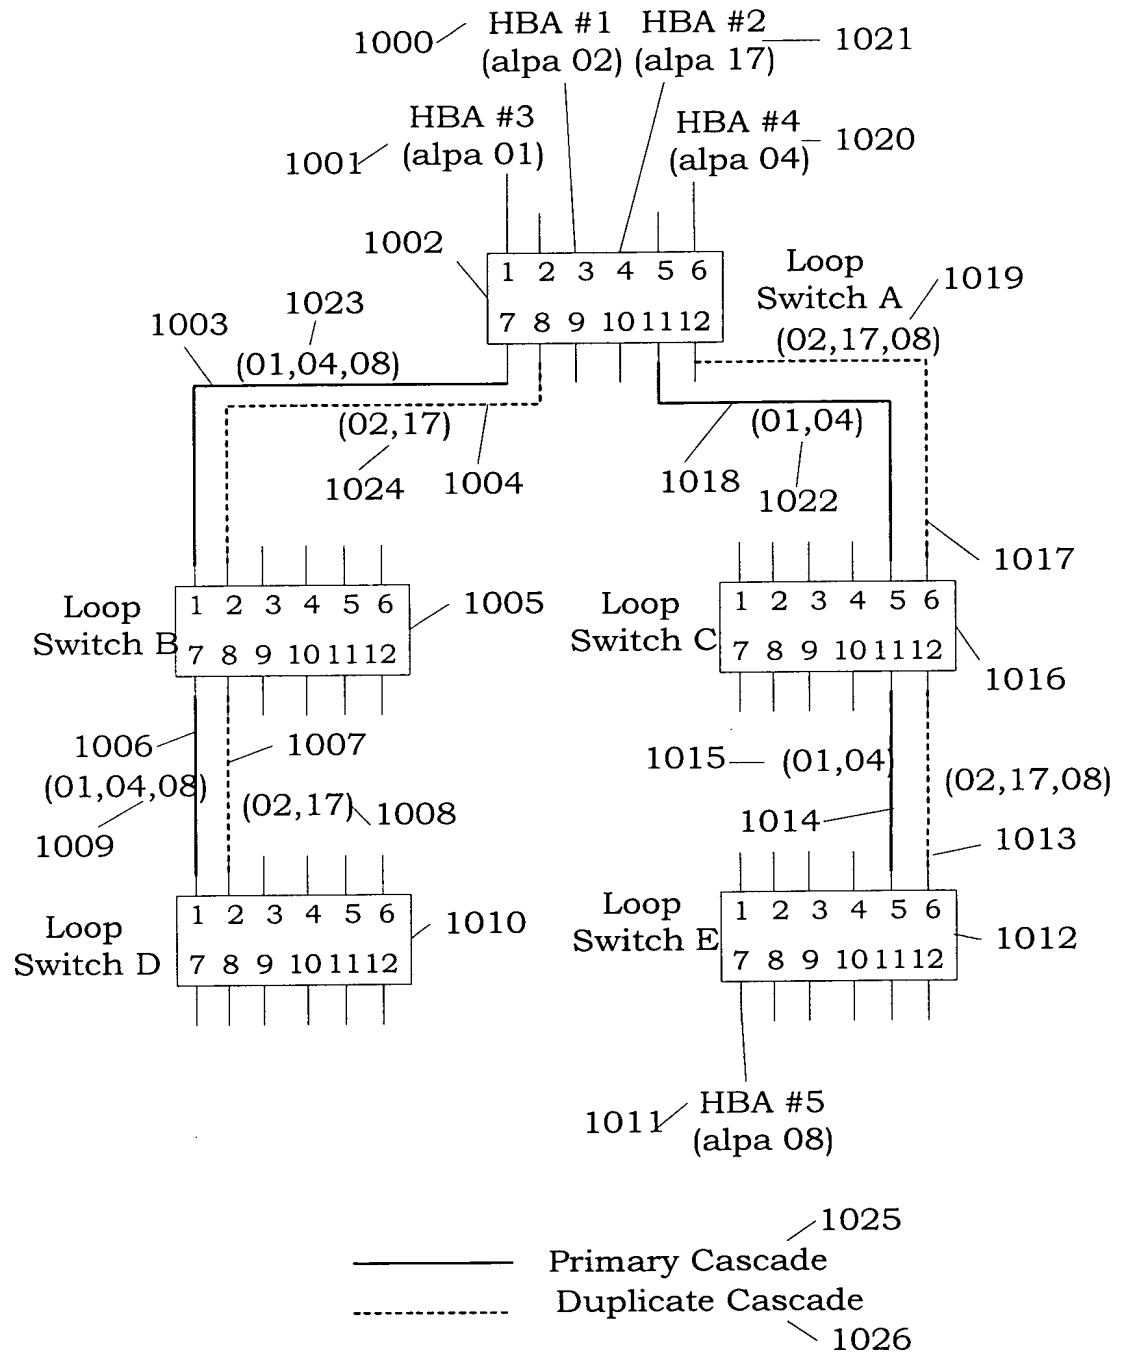 1000
HBA #1
(alpa 02)
HBA #2
(alpa 17)
1021
1001
HBA #3
(alpa 01)
HBA #4
(alpa 04)
1020
1002
1 2 3 4 5 6
7 8 9 10 11 12
Loop
Switch A
1019
(02,17,08)
1003
1023
(01,04,08)
(02,17)
1024
1004
1018
(01,04)
1022
1017
Loop
Switch B
1 2 3 4 5 6
7 8 9 10 11 12
1005
Loop
Switch C
1 2 3 4 5 6
7 8 9 10 11 12
1016
1006
(01,04,08)
1009
1007
(02,17)
1008
1015
(01,04)
1014
(02,17,08)
1013
Loop
Switch D
1 2 3 4 5 6
7 8 9 10 11 12
1010
Loop
Switch E
1 2 3 4 5 6
7 8 9 10 11 12
1012
1011
HBA #5
(alpa 08)
1025
Primary Cascade
Duplicate Cascade
1026